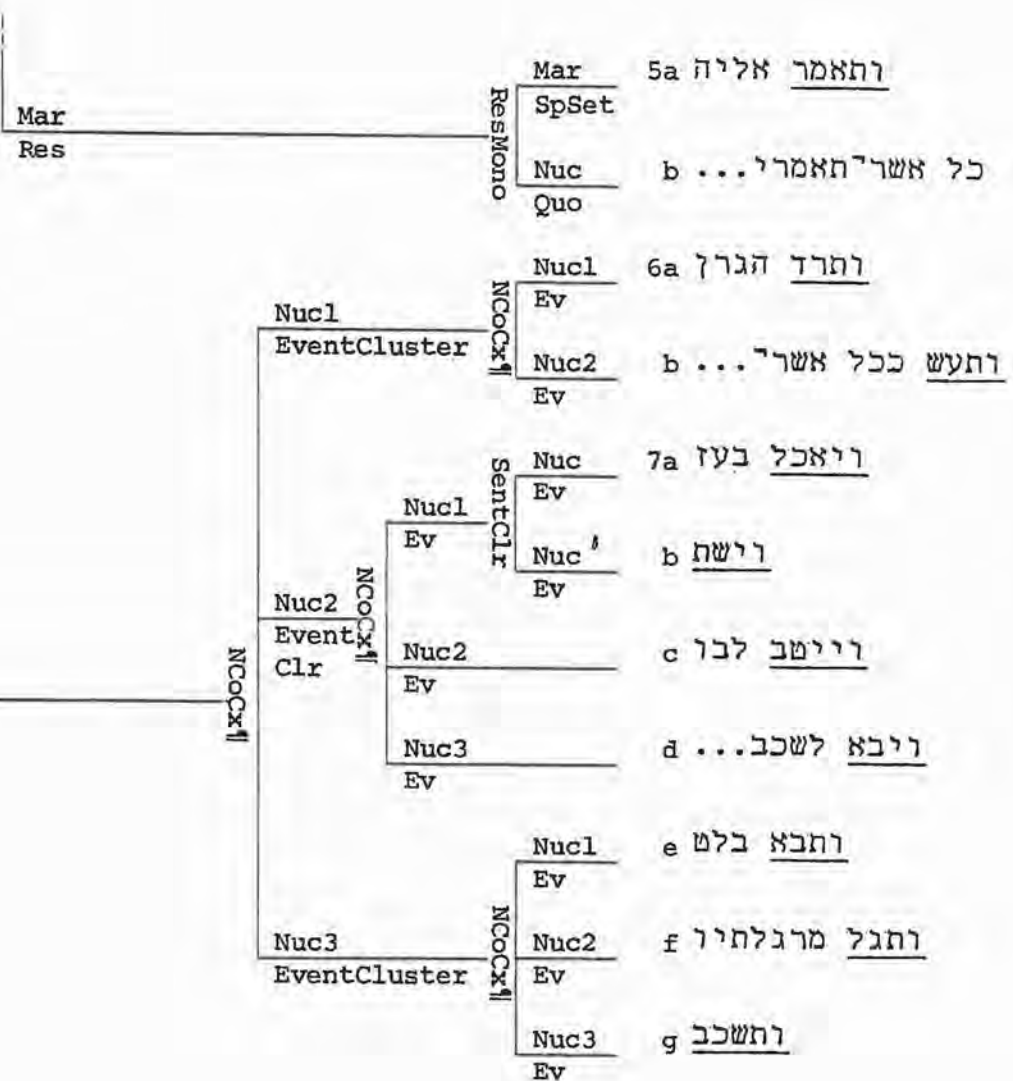 Mar
SpSet
5a ותאמר אליה
Mar
Res
ResMono
Nuc
Quo
b כל אשר־תאמרי...
Nuc1
Ev
6a ותרד הגרן
Nuc1
EventCluster
NCoCx¶
Nuc2
Ev
b ותעש ככל אשר־...
Nuc
Ev
7a ויאכל בעז
Nuc1
Ev
SentClr
Nuc
Ev
b וישת
Nuc2
Event
Clr
NCoCx¶
Nuc2
Ev
c וייטב לבו
NCoCx¶
Nuc3
Ev
d ויבא לשכב...
Nuc1
Ev
e ותבא בלט
Nuc3
EventCluster
NCoCx¶
Nuc2
Ev
f ותגל מרגלתיו
Nuc3
Ev
g ותשכב